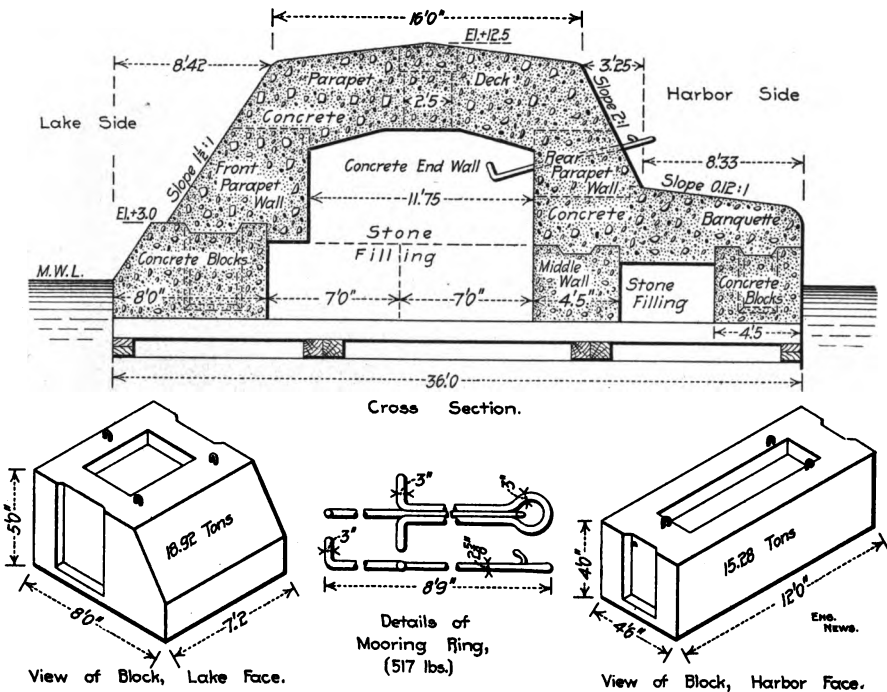 16'0"
El.+12.5
8'.42
3'.25
Parapet Deck
2.5
Harbor Side
Concrete
Lake Side
Slope 1½:1
Slope 2:1
Concrete End Wall
Rear
Parapet
Wall
8'.33
Front
Parapet
Wall
Slope 0.12:1
11'.75
El.+3.0
Concrete
Banquette
Stone
Filling
Concrete Blocks
Middle
Wall
M.W.L.
8'0"
7'0"
7'0"
4'.5"
Stone
Filling
Concrete
Blocks
4'.5
36'.0
Cross Section.
5'0"
18.92 Tons
8'0"
7'.2
View of Block, Lake Face.
3"
3"
3"
2⅝"
8'9"
Details of
Mooring Ring,
(517 lbs.)
4'0"
15.28 Tons
4'6"
12'0"
ENG.
NEWS.
View of Block, Harbor Face.